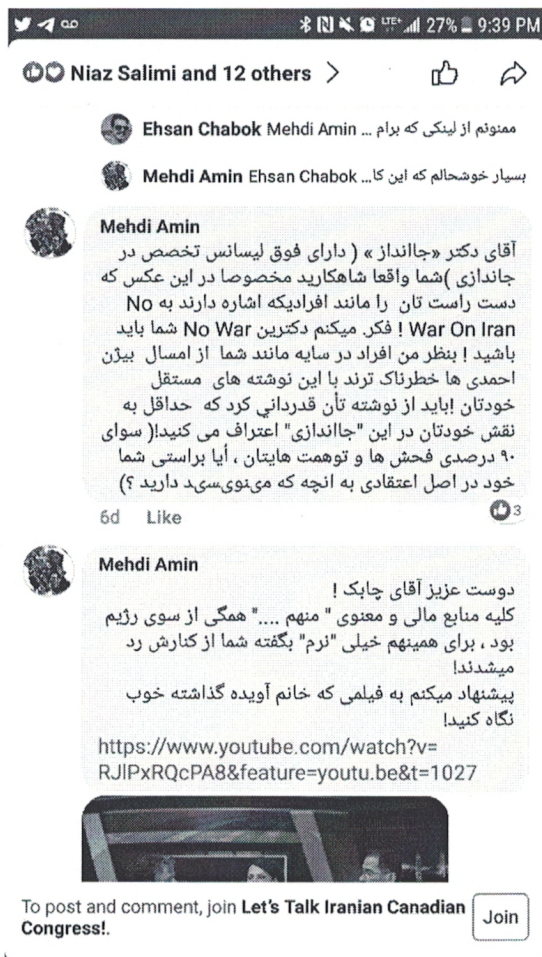 LTE+ 27% 9:39 PM
Niaz Salimi and 12 others >
Ehsan Chabok Mehdi Amin ... ممنونم از لینکی که برام
Mehdi Amin Ehsan Chabok ...بسیار خوشحالم که این کا
Mehdi Amin
آقای دکتر «جاانداز » ( دارای فوق لیسانس تخصص در
جاندازی )شما واقعا شاهکارید مخصوصا در این عکس که
دست راست تان را مانند افرادیکه اشاره دارند به No
War On Iran ! فکر. میکنم دکترین No War شما باید
باشید ! بنظر من افراد در سایه مانند شما از امسال بیژن
احمدی ها خطرناک ترند با این نوشته های مستقل
خودتان !باید از نوشته تأن قدرداني کرد که حداقل به
نقش خودتان در این "جااندازی" اعتراف می کنید!( سوای
۹۰ درصدی فحش ها و توهمت هایتان ، أیا براستی شما
خود در اصل اعتقادی به انچه که می‌نوی‌سی‌د دارید ؟)
6d Like 3
Mehdi Amin
دوست عزیز آقای چابک !
کلیه منابع مالی و معنوی " منهم ...." همگی از سوی رژیم
بود ، برای همینهم خیلی "نرم" بگفته شما از کنارش رد
میشدند!
پیشنهاد میکنم به فیلمی که خانم آویده گذاشته خوب
نگاه کنید!
https://www.youtube.com/watch?v=
RJlPxRQcPA8&feature=youtu.be&t=1027
To post and comment, join Let's Talk Iranian Canadian
Congress!.
Join